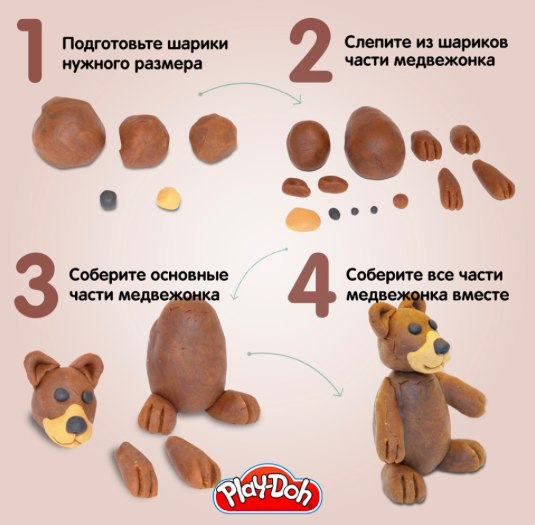 1
Подготовьте шарики
нужного размера
2
Слепите из шариков
части медвежонка
3
Соберите основные
части медвежонка
4
Соберите все части
медвежонка вместе
Play-Doh